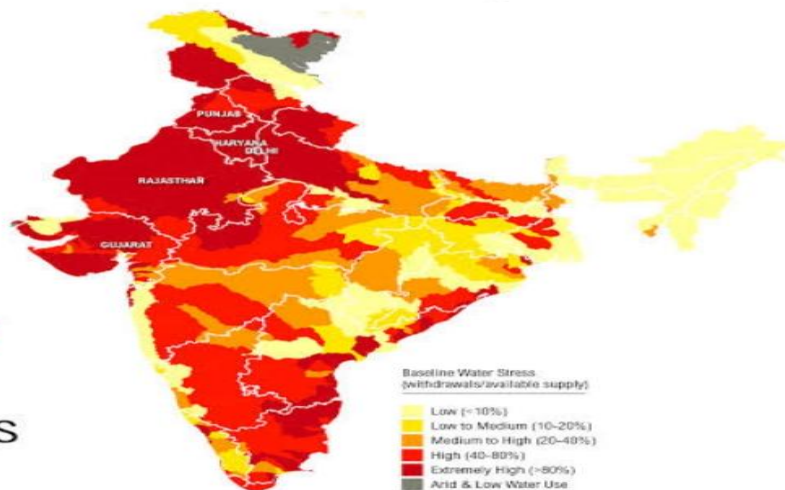 PUNJAB
HARYANA
DELHI
RAJASTHAN
GUJARAT
S
Baseline Water Stress
(withdrawals/available supply)
Low (<10%)
Low to Medium (10-20%)
Medium to High (20-40%)
High (40-80%)
Extremely High (>80%)
Arid & Low Water Use